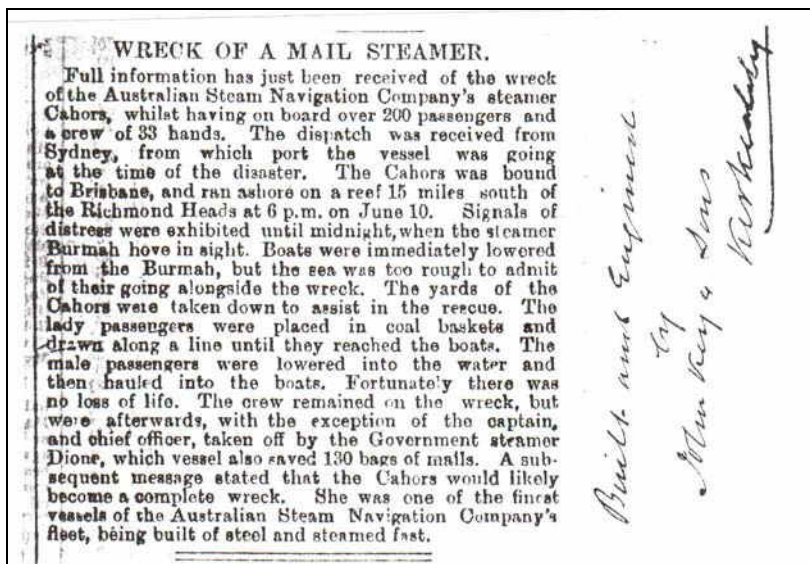 WRECK OF A MAIL STEAMER.
Full information has just been received of the wreck
of the Australian Steam Navigation Company's steamer
Cahors, whilst having on board over 200 passengers and
a crew of 33 hands. The dispatch was received from
Sydney, from which port the vessel was going
at the time of the disaster. The Cahors was bound
to Brisbane, and ran ashore on a reef 15 miles south of
the Richmond Heads at 6 p.m. on June 10. Signals of
distress were exhibited until midnight, when the steamer
Burmah hove in sight. Boats were immediately lowered
from the Burmah, but the sea was too rough to admit
of their going alongside the wreck. The yards of the
Cahors were taken down to assist in the rescue. The
lady passengers were placed in coal baskets and
drawn along a line until they reached the boats. The
male passengers were lowered into the water and
then hauled into the boats. Fortunately there was
no loss of life. The crew remained on the wreck, but
were afterwards, with the exception of the captain,
and chief officer, taken off by the Government steamer
Dione, which vessel also saved 130 bags of mails. A sub-
sequent message stated that the Cahors would likely
become a complete wreck. She was one of the finest
vessels of the Australian Steam Navigation Company's
fleet, being built of steel and steamed fast.
Built and Engined
by
John Key & Sons
Kirkcaldy